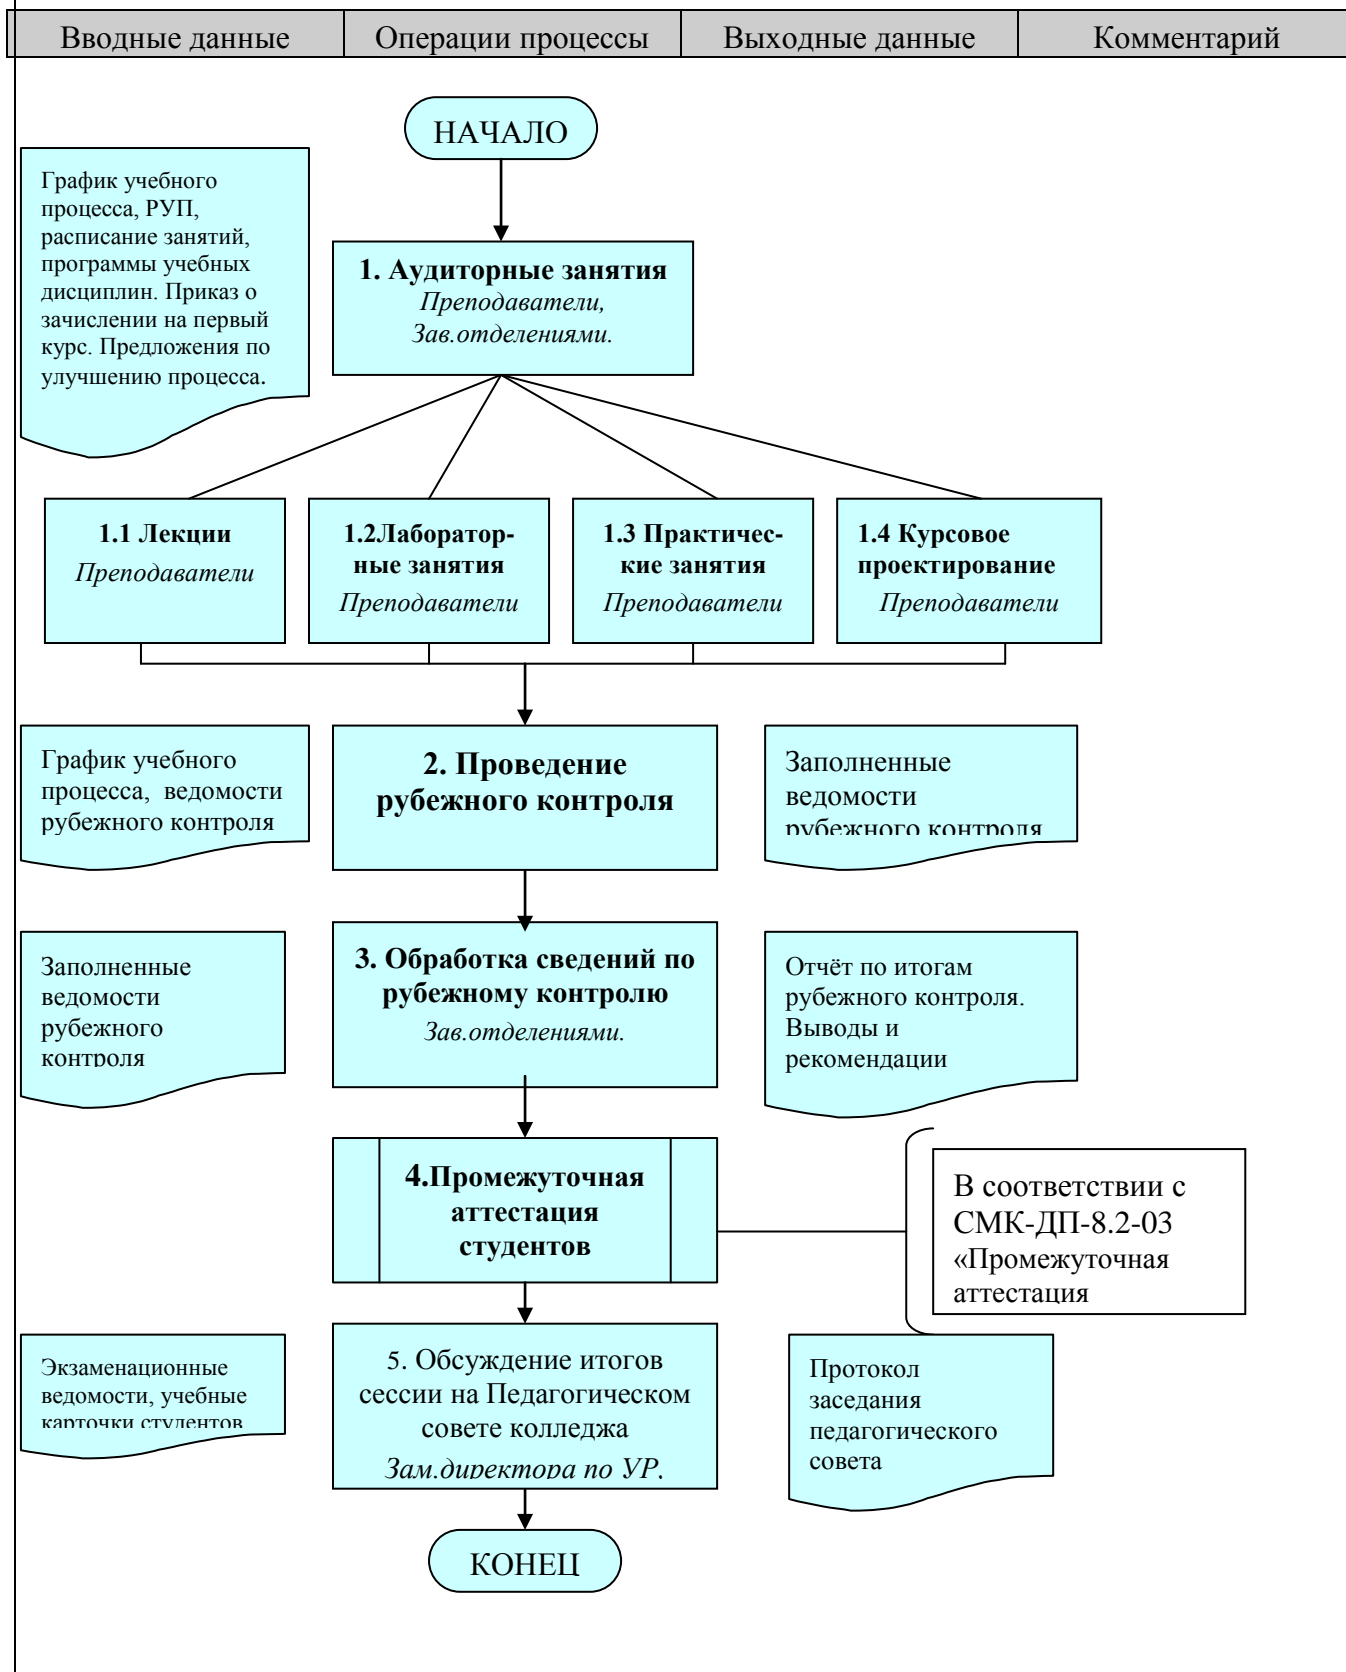 Вводные данные
Операции процессы
Выходные данные
Комментарий
НАЧАЛО
График учебного
процесса, РУП,
расписание занятий,
программы учебных
дисциплин. Приказ о
зачислении на первый
курс. Предложения по
улучшению процесса.
1. Аудиторные занятия
Преподаватели,
Зав.отделениями.
1.1 Лекции
Преподаватели
1.2Лаборатор-
ные занятия
Преподаватели
1.3 Практичес-
кие занятия
Преподаватели
1.4 Курсовое
проектирование
Преподаватели
График учебного
процесса, ведомости
рубежного контроля
2. Проведение
рубежного контроля
Заполненные
ведомости
рубежного контроля
Заполненные
ведомости
рубежного
контроля
3. Обработка сведений по
рубежному контролю
Зав.отделениями.
Отчёт по итогам
рубежного контроля.
Выводы и
рекомендации
4.Промежуточная
аттестация
студентов
В соответствии с
СМК-ДП-8.2-03
«Промежуточная
аттестация
Экзаменационные
ведомости, учебные
карточки студентов
5. Обсуждение итогов
сессии на Педагогическом
совете колледжа
Зам.директора по УР.
Протокол
заседания
педагогического
совета
КОНЕЦ